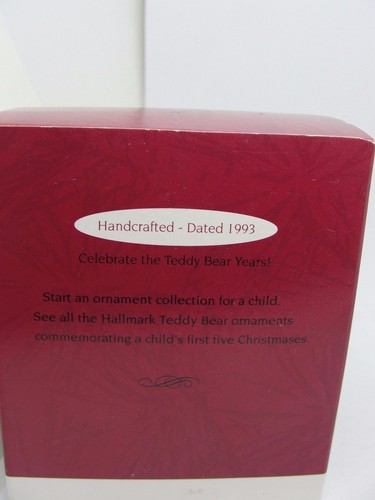 Handcrafted - Dated 1993
Celebrate the Teddy Bear Years!
Start an ornament collection for a child.
See all the Hallmark Teddy Bear ornaments
commemorating a child's first five Christmases.